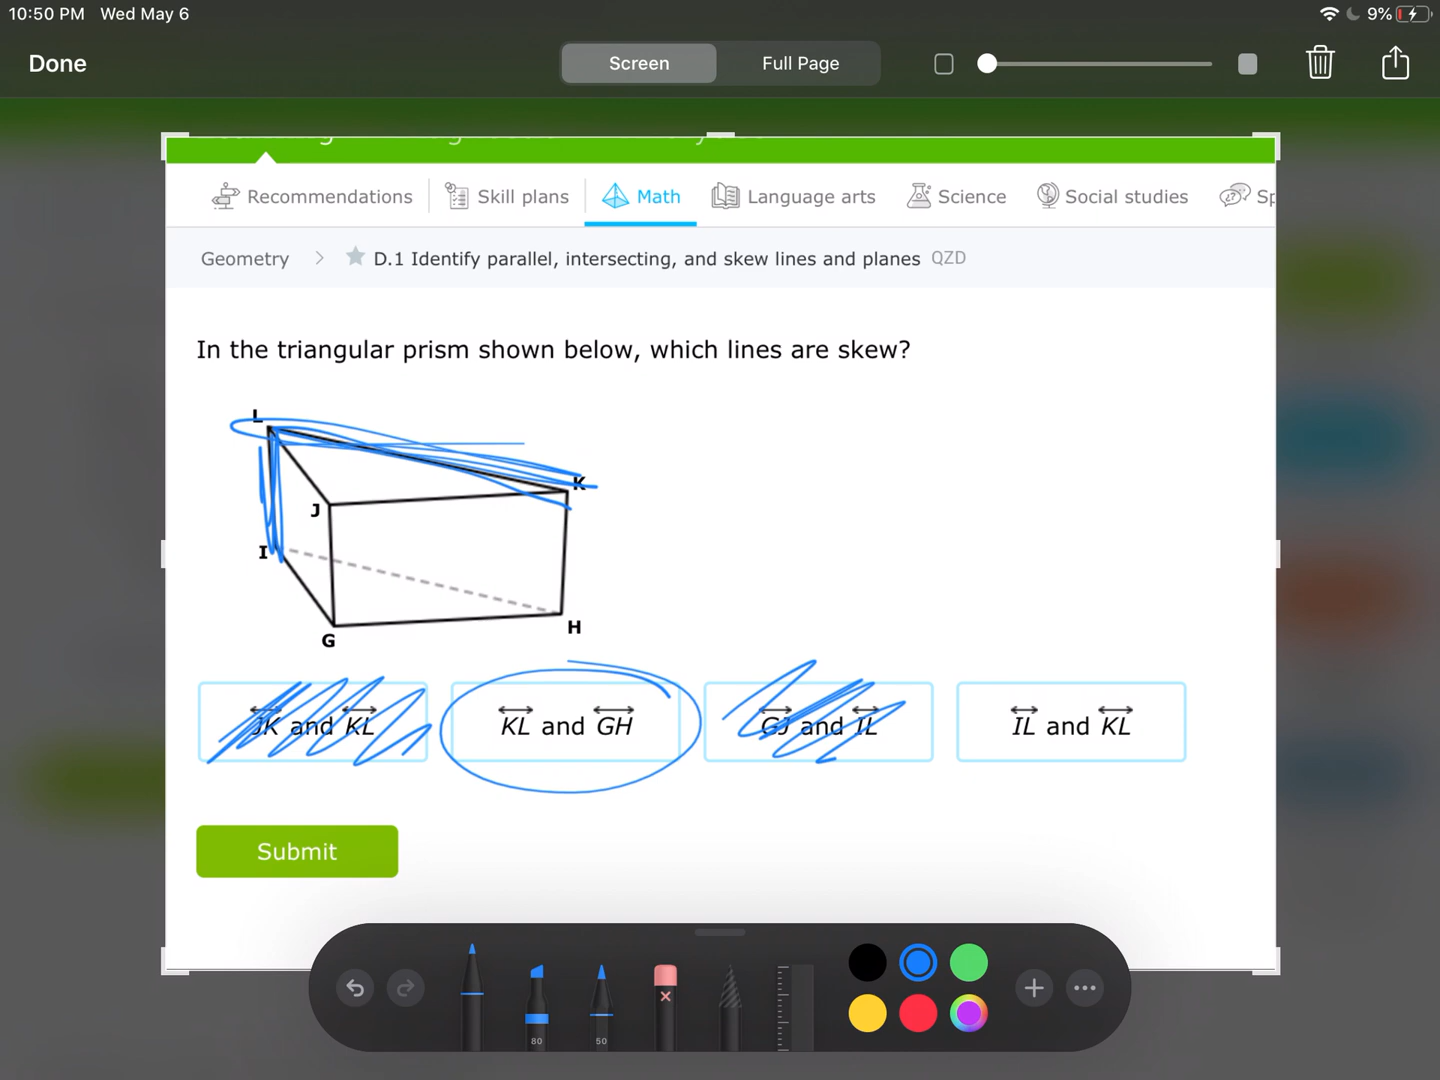 10:50 PM Wed May 6
9%
Done
Screen
Full Page
Recommendations
Skill plans
Math
Language arts
Science
Social studies
Sp
Geometry > D.1 Identify parallel, intersecting, and skew lines and planes QZD
In the triangular prism shown below, which lines are skew?
L
K
J
I
H
G
JK and KL
KL and GH
GJ and IL
IL and KL
Submit
80
50